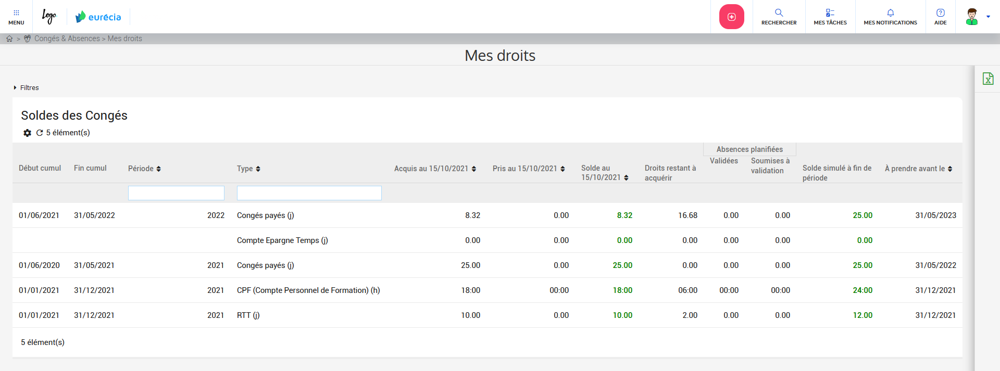 MENU
Logo
eurécia
RECHERCHER
MES TÂCHES
MES NOTIFICATIONS
AIDE
> Congés & Absences > Mes droits
Mes droits
Filtres
Soldes des Congés
5 élément(s)
Absences planifiées
Début cumul Fin cumul Période Type Acquis au 15/10/2021 Pris au 15/10/2021 Solde au 15/10/2021 Droits restant à acquérir Validées Soumises à validation Solde simulé à fin de période À prendre avant le
01/06/2021 31/05/2022 2022 Congés payés (j) 8.32 0.00 8.32 16.68 0.00 0.00 25.00 31/05/2023
Compte Epargne Temps (j) 0.00 0.00 0.00 0.00 0.00 0.00 0.00
01/06/2020 31/05/2021 2021 Congés payés (j) 25.00 0.00 25.00 0.00 0.00 0.00 25.00 31/05/2022
01/01/2021 31/12/2021 2021 CPF (Compte Personnel de Formation) (h) 18:00 00:00 18:00 06:00 00:00 00:00 24:00 31/12/2021
01/01/2021 31/12/2021 2021 RTT (j) 10.00 0.00 10.00 2.00 0.00 0.00 12.00 31/12/2021
5 élément(s)